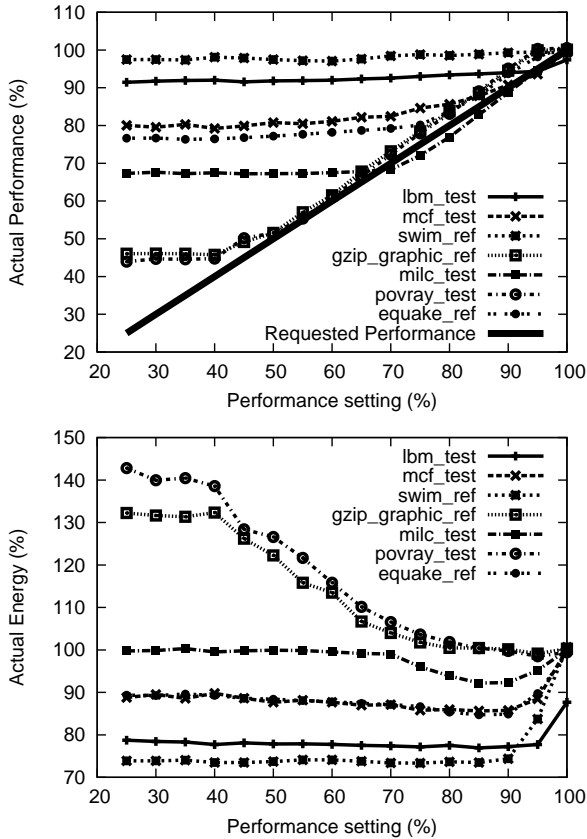 110
100
90
80
70
60
50
40
30
20
Actual Performance (%)
lbm_test
mcf_test
swim_ref
gzip_graphic_ref
milc_test
povray_test
equake_ref
Requested Performance
20 30 40 50 60 70 80 90 100
Performance setting (%)
150
140
130
120
110
100
90
80
70
Actual Energy (%)
lbm_test
mcf_test
swim_ref
gzip_graphic_ref
milc_test
povray_test
equake_ref
20 30 40 50 60 70 80 90 100
Performance setting (%)